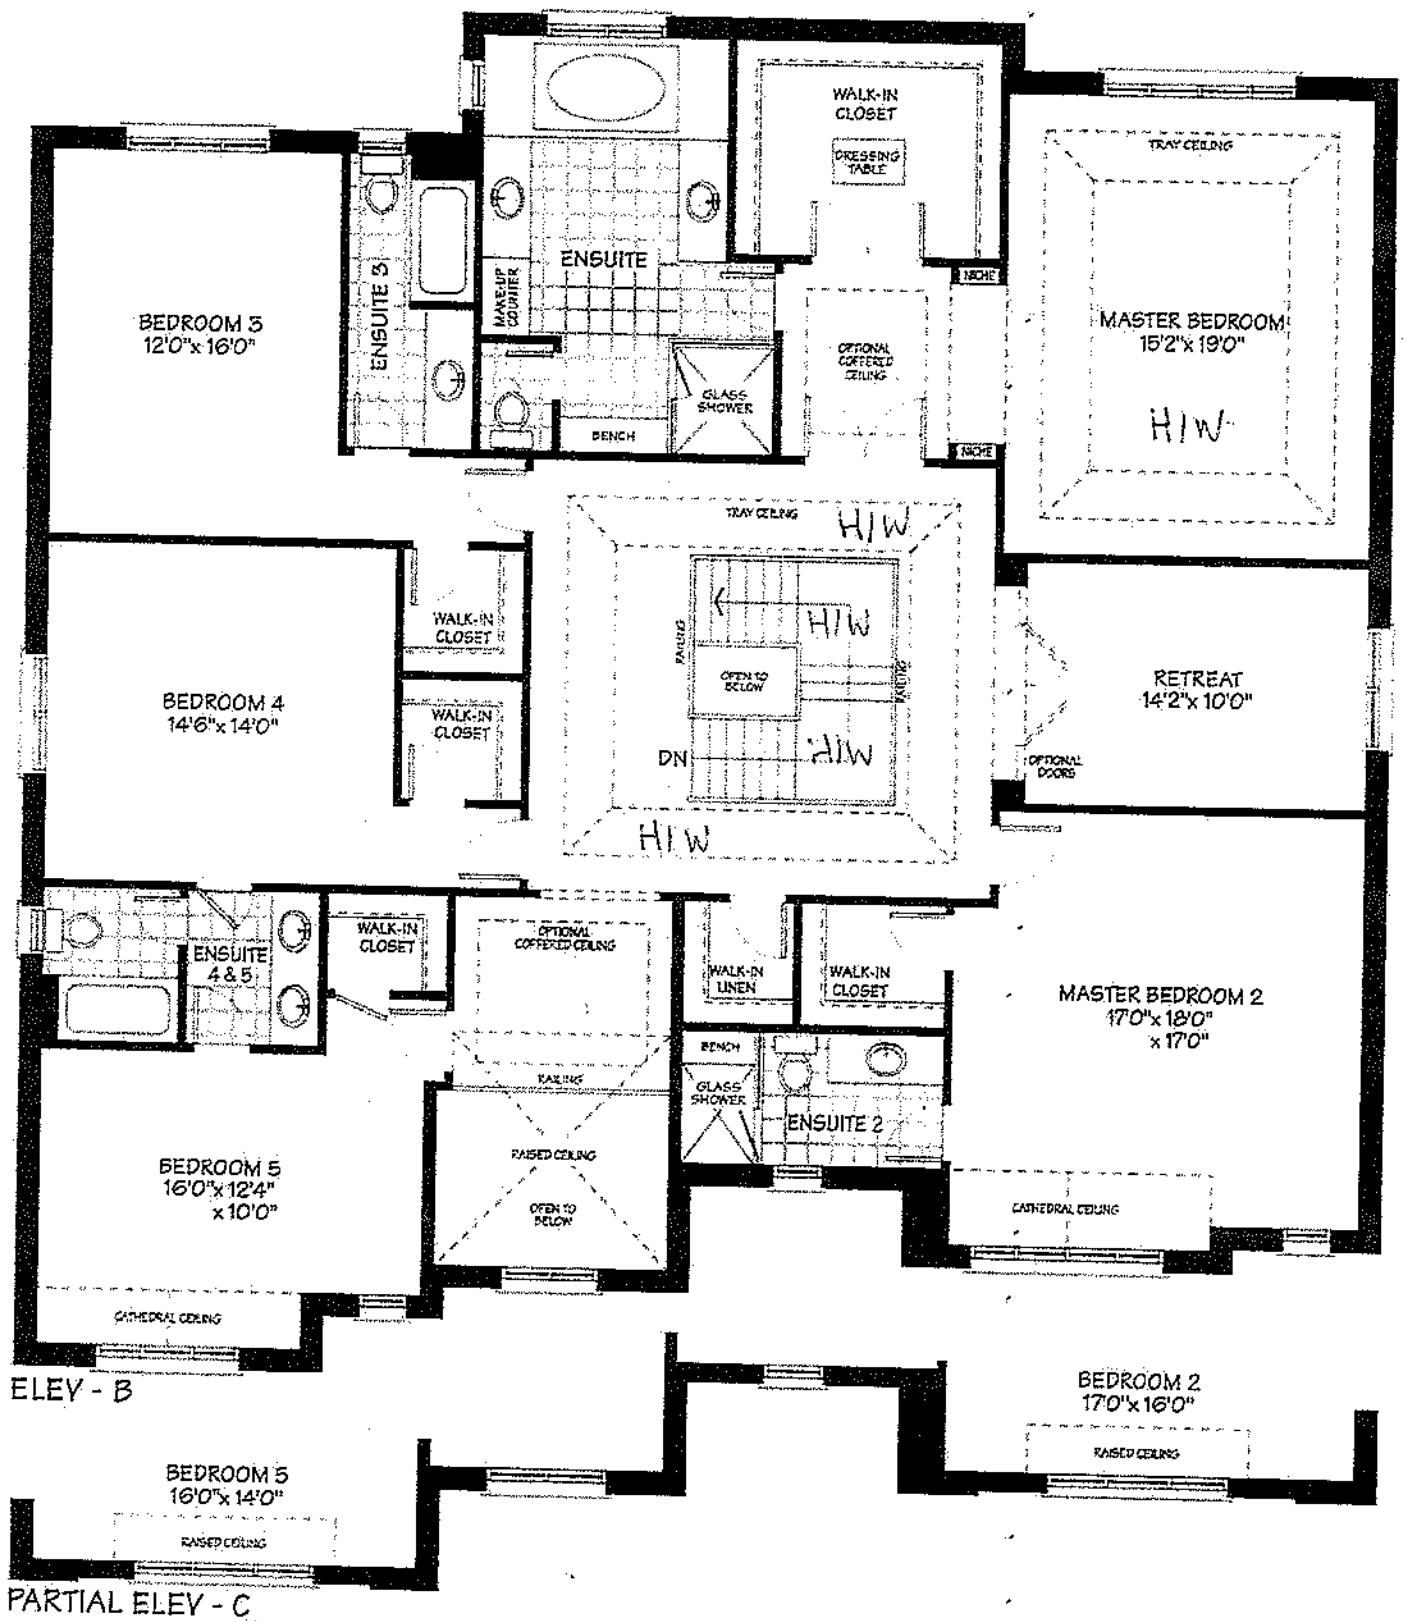 WALK-IN
CLOSET
DRESSING
TABLE
TRAY CEILING
ENSUITE
MAKE-UP
COUNTER
ENSUITE 3
NICHE
BEDROOM 3
12'0"x 16'0"
MASTER BEDROOM
15'2"x 19'0"
OPTIONAL
COFFERED
CEILING
GLASS
SHOWER
H/W
BENCH
NICHE
TRAY CEILING
H/W
WALK-IN
CLOSET
RAILING
H/W
OPEN TO
BELOW
RAILING
RETREAT
14'2"x 10'0"
BEDROOM 4
14'6"x 14'0"
WALK-IN
CLOSET
DN
H/W
OPTIONAL
DOORS
H/W
ENSUITE
4 & 5
WALK-IN
CLOSET
OPTIONAL
COFFERED CEILING
WALK-IN
LINEN
WALK-IN
CLOSET
MASTER BEDROOM 2
17'0"x 18'0"
x 17'0"
BENCH
RAILING
GLASS
SHOWER
ENSUITE 2
RAISED CEILING
BEDROOM 5
16'0"x 12'4"
x 10'0"
OPEN TO
BELOW
CATHEDRAL CEILING
CATHEDRAL CEILING
ELEV - B
BEDROOM 2
17'0"x 16'0"
RAISED CEILING
BEDROOM 5
16'0"x 14'0"
RAISED CEILING
PARTIAL ELEV - C